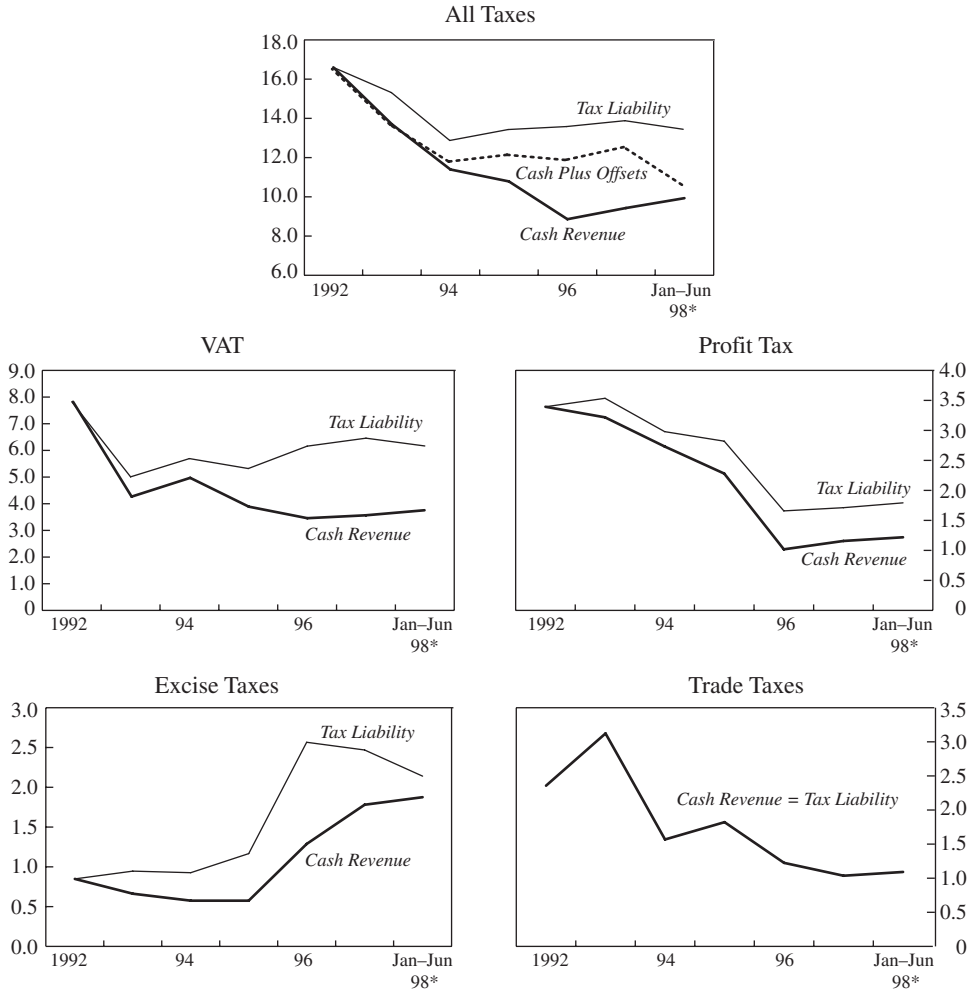 All Taxes
18.0
16.0
14.0
12.0
10.0
8.0
6.0
Tax Liability
Cash Plus Offsets
Cash Revenue
1992 94 96 Jan–Jun
98*
VAT
9.0
8.0
7.0
6.0
5.0
4.0
3.0
2.0
1.0
0
Tax Liability
Cash Revenue
1992 94 96 Jan–Jun
98*
Profit Tax
4.0
3.5
3.0
2.5
2.0
1.5
1.0
0.5
0
Tax Liability
Cash Revenue
1992 94 96 Jan–Jun
98*
Excise Taxes
3.0
2.5
2.0
1.5
1.0
0.5
0.0
Tax Liability
Cash Revenue
1992 94 96 Jan–Jun
98*
Trade Taxes
3.5
3.0
2.5
2.0
1.5
1.0
0.5
0
Cash Revenue = Tax Liability
1992 94 96 Jan–Jun
98*